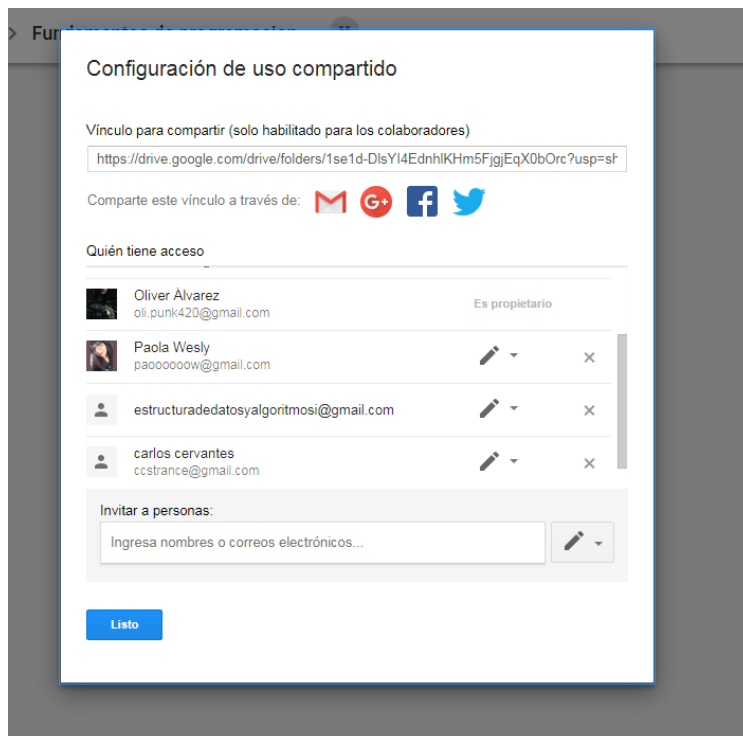 Configuración de uso compartido
Vínculo para compartir (solo habilitado para los colaboradores)
https://drive.google.com/drive/folders/1se1d-DlsYI4EdnhlKHm5FjgjEqX0bOrc?usp=sh
Comparte este vínculo a través de:
Quién tiene acceso
Oliver Álvarez
Es propietario
oli.punk420@gmail.com
Paola Wesly
paoooooow@gmail.com
estructuradedatosyalgoritmosi@gmail.com
carlos cervantes
ccstrance@gmail.com
Invitar a personas:
Ingresa nombres o correos electrónicos...
Listo